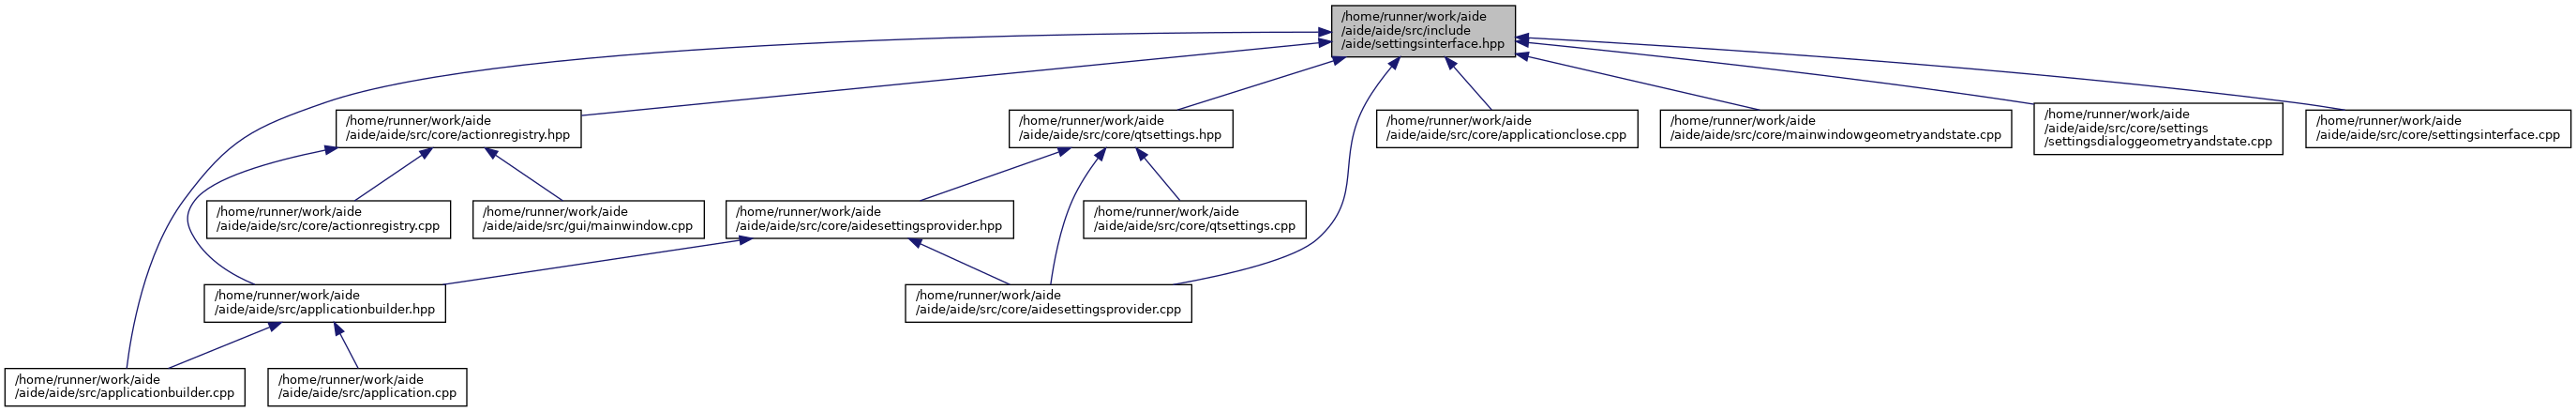 /home/runner/work/aide
/aide/aide/src/include
/aide/settingsinterface.hpp
/home/runner/work/aide
/aide/aide/src/core/actionregistry.hpp
/home/runner/work/aide
/aide/aide/src/core/qtsettings.hpp
/home/runner/work/aide
/aide/aide/src/core/applicationclose.cpp
/home/runner/work/aide
/aide/aide/src/core/mainwindowgeometryandstate.cpp
/home/runner/work/aide
/aide/aide/src/core/settings
/settingsdialoggeometryandstate.cpp
/home/runner/work/aide
/aide/aide/src/core/settingsinterface.cpp
/home/runner/work/aide
/aide/aide/src/core/actionregistry.cpp
/home/runner/work/aide
/aide/aide/src/gui/mainwindow.cpp
/home/runner/work/aide
/aide/aide/src/core/aidesettingsprovider.hpp
/home/runner/work/aide
/aide/aide/src/core/qtsettings.cpp
/home/runner/work/aide
/aide/aide/src/applicationbuilder.hpp
/home/runner/work/aide
/aide/aide/src/core/aidesettingsprovider.cpp
/home/runner/work/aide
/aide/aide/src/applicationbuilder.cpp
/home/runner/work/aide
/aide/aide/src/application.cpp